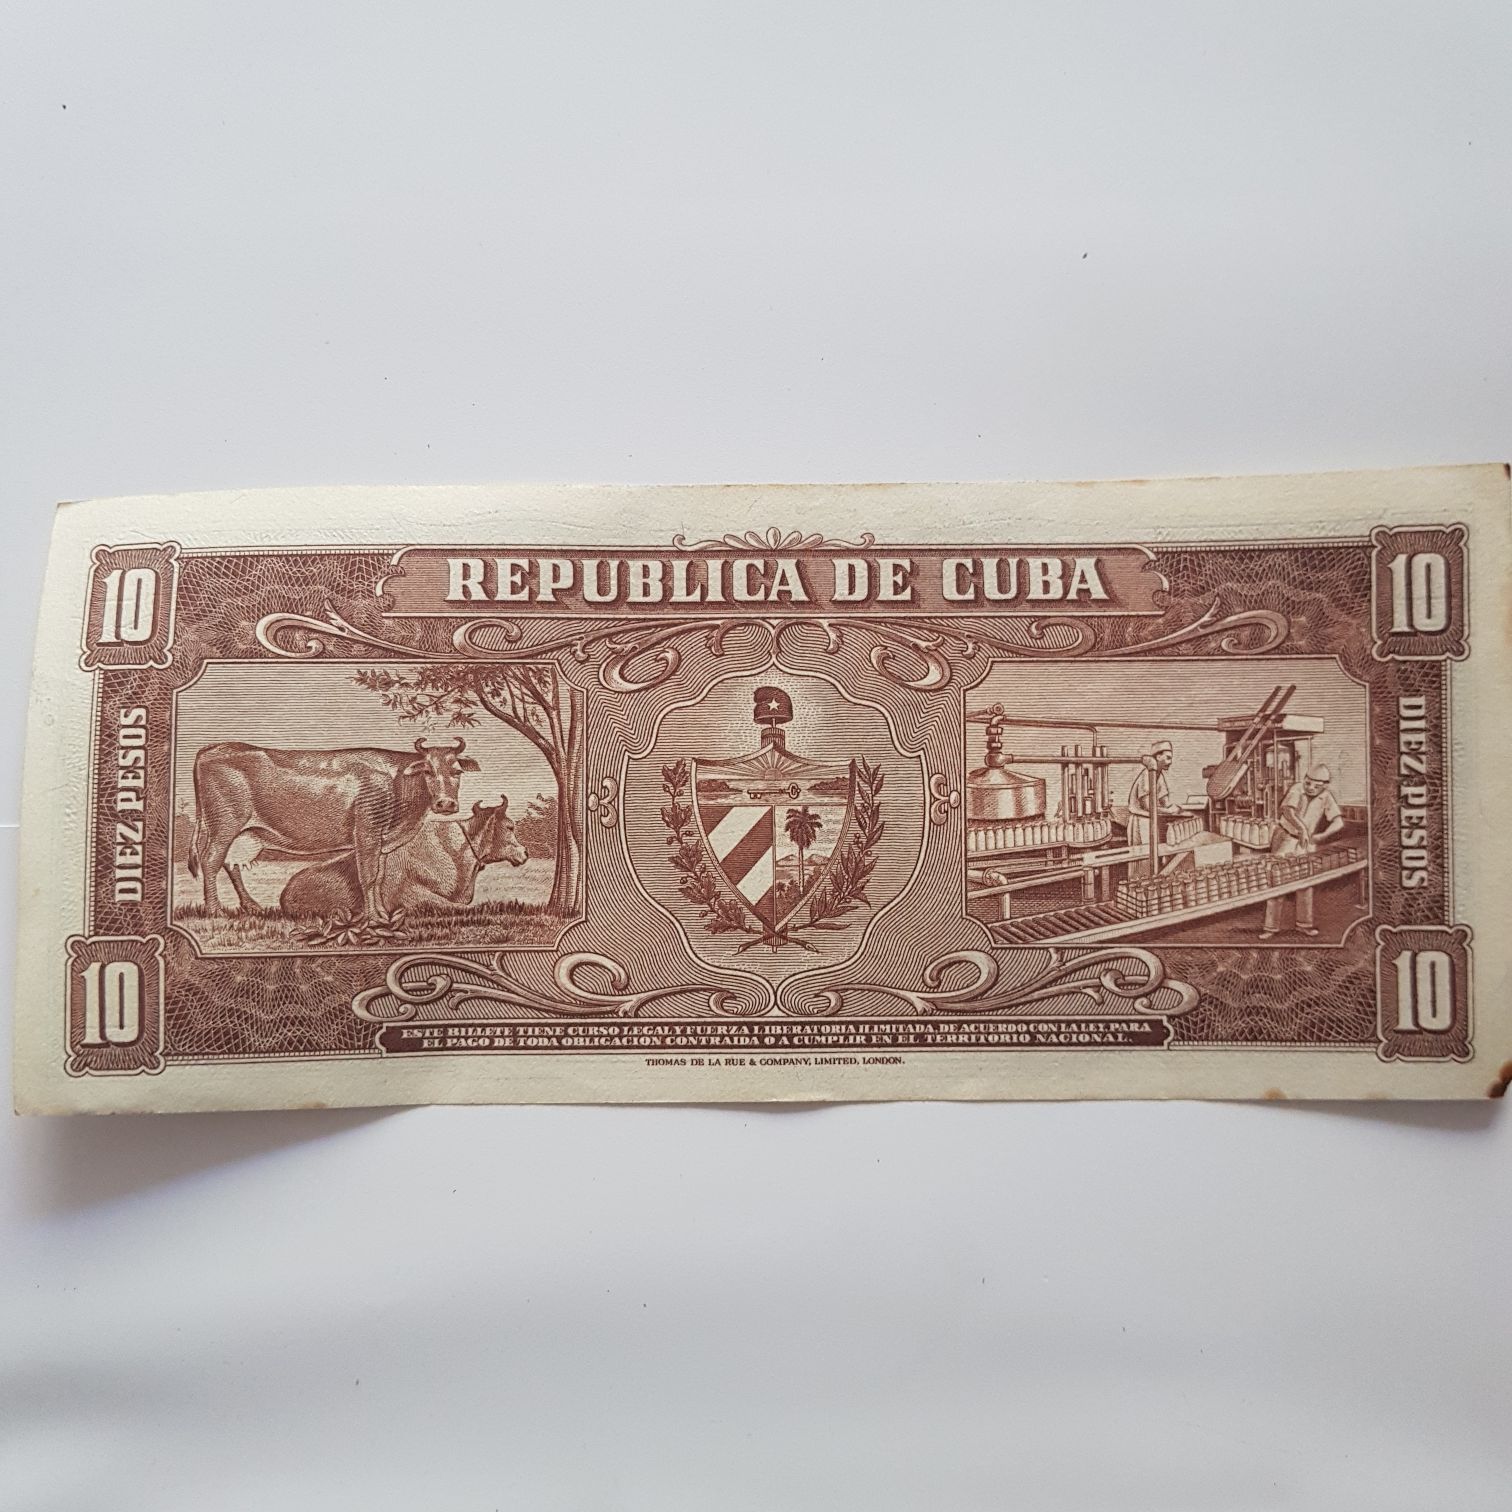 10 REPUBLICA DE CUBA 10
DIEZ PESOS
DIEZ PESOS
10 10
ESTE BILLETE TIENE CURSO LEGAL Y FUERZA LIBERATORIA ILIMITADA, DE ACUERDO CON LA LEY, PARA
EL PAGO DE TODA OBLIGACION CONTRAIDA O A CUMPLIR EN EL TERRITORIO NACIONAL.
THOMAS DE LA RUE & COMPANY, LIMITED, LONDON.